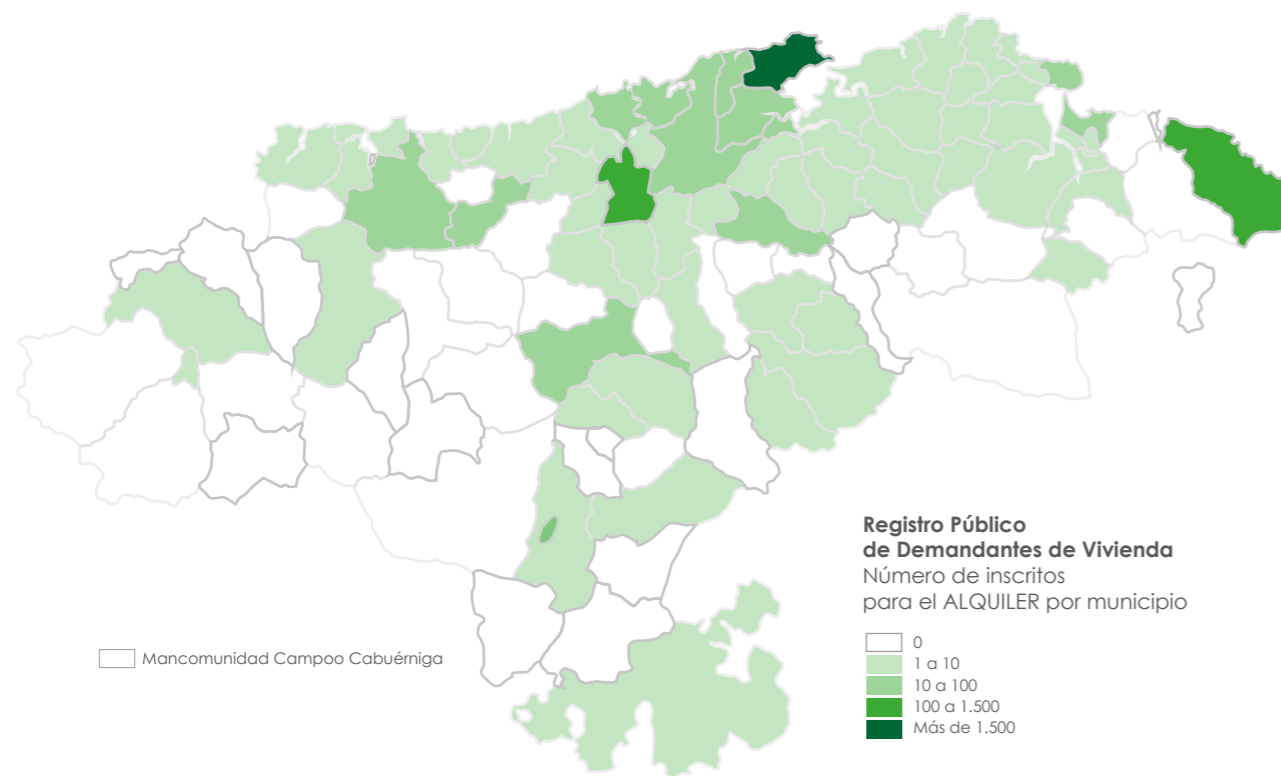 Registro Público
de Demandantes de Vivienda
Número de inscritos
para el ALQUILER por municipio
0
1 a 10
10 a 100
100 a 1.500
Más de 1.500
Mancomunidad Campoo Cabuérniga